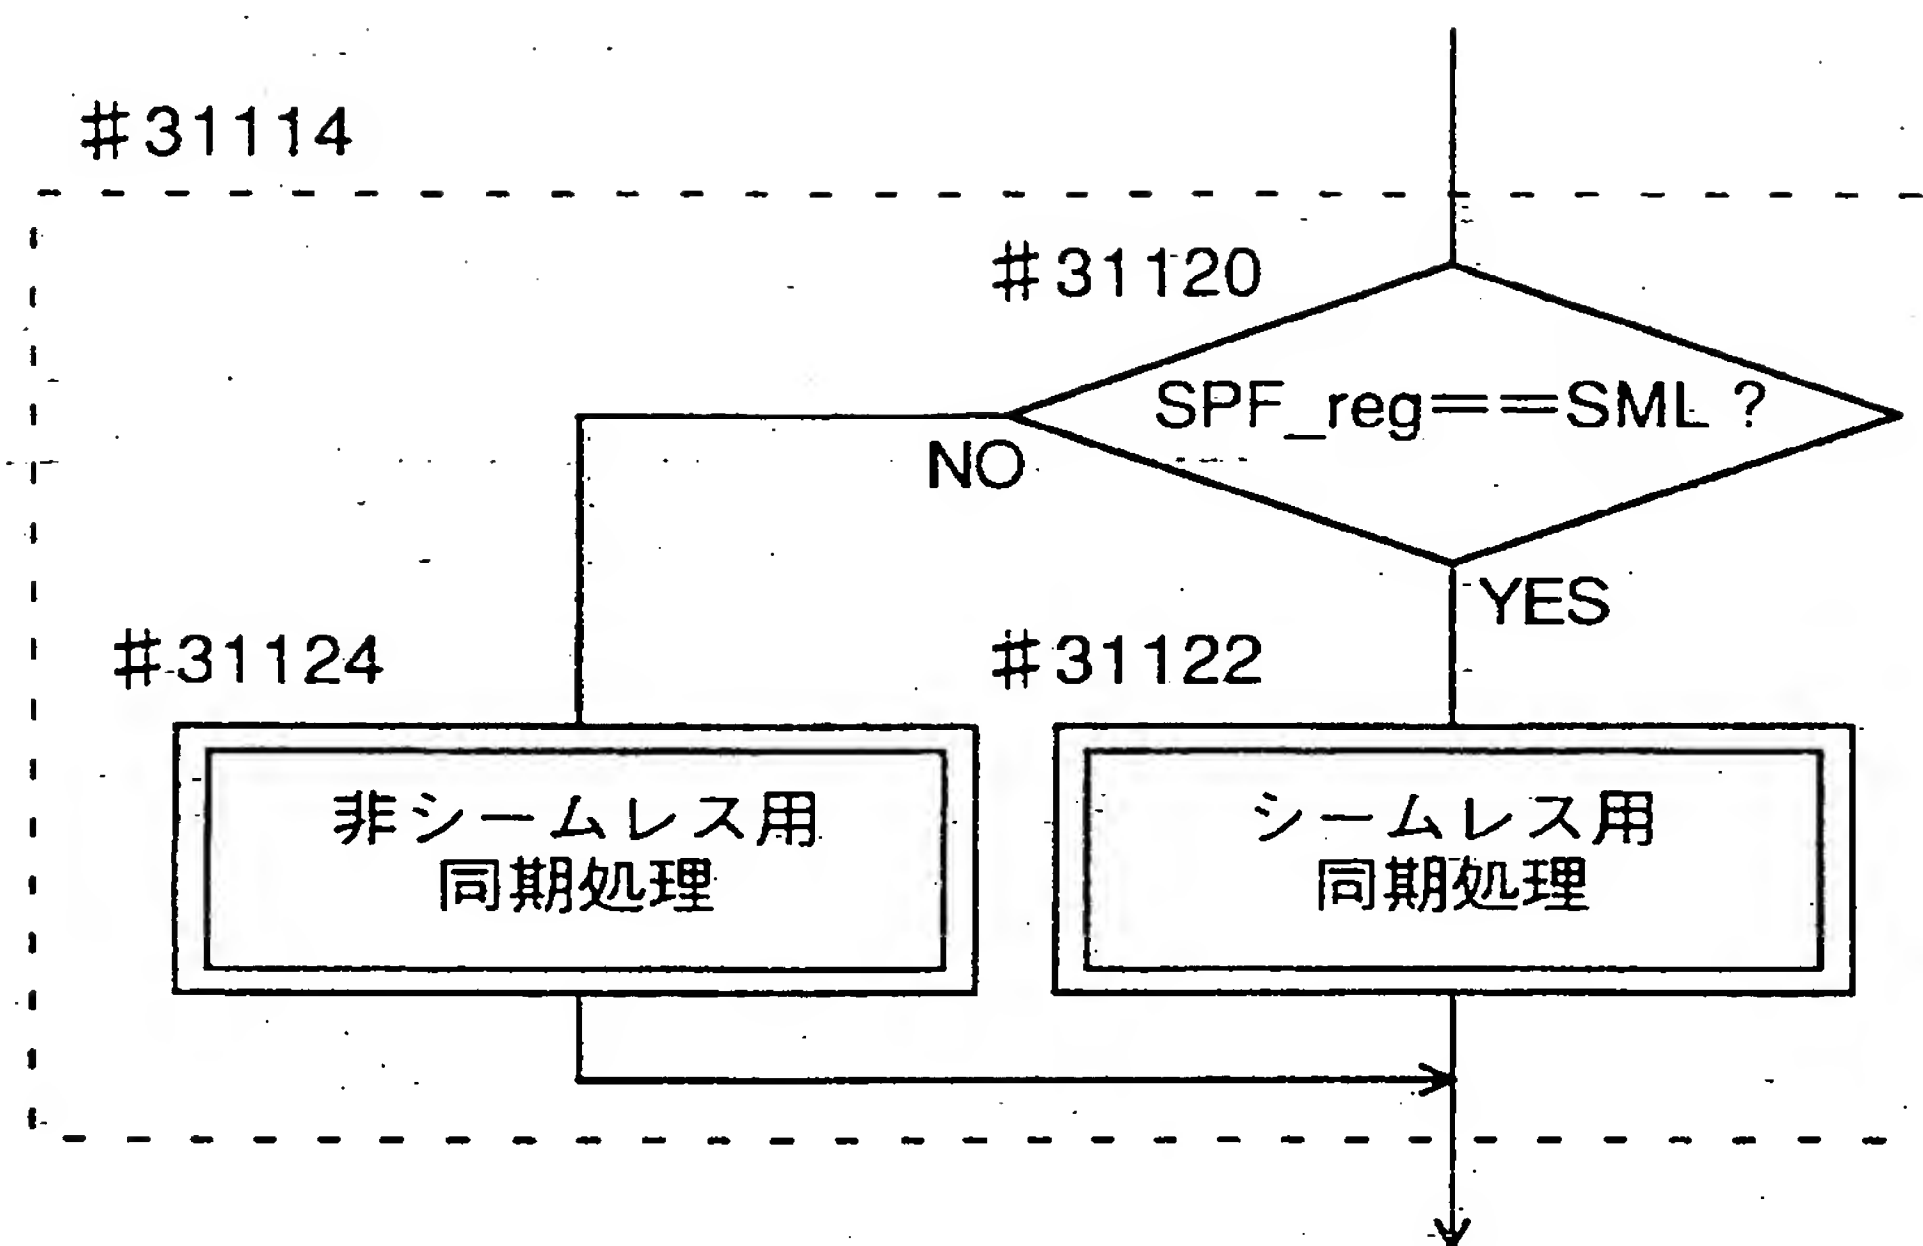 #31114
#31120
SPF_reg==SML ?
NO
YES
#31124
#31122
非シームレス用
同期処理
シームレス用
同期処理